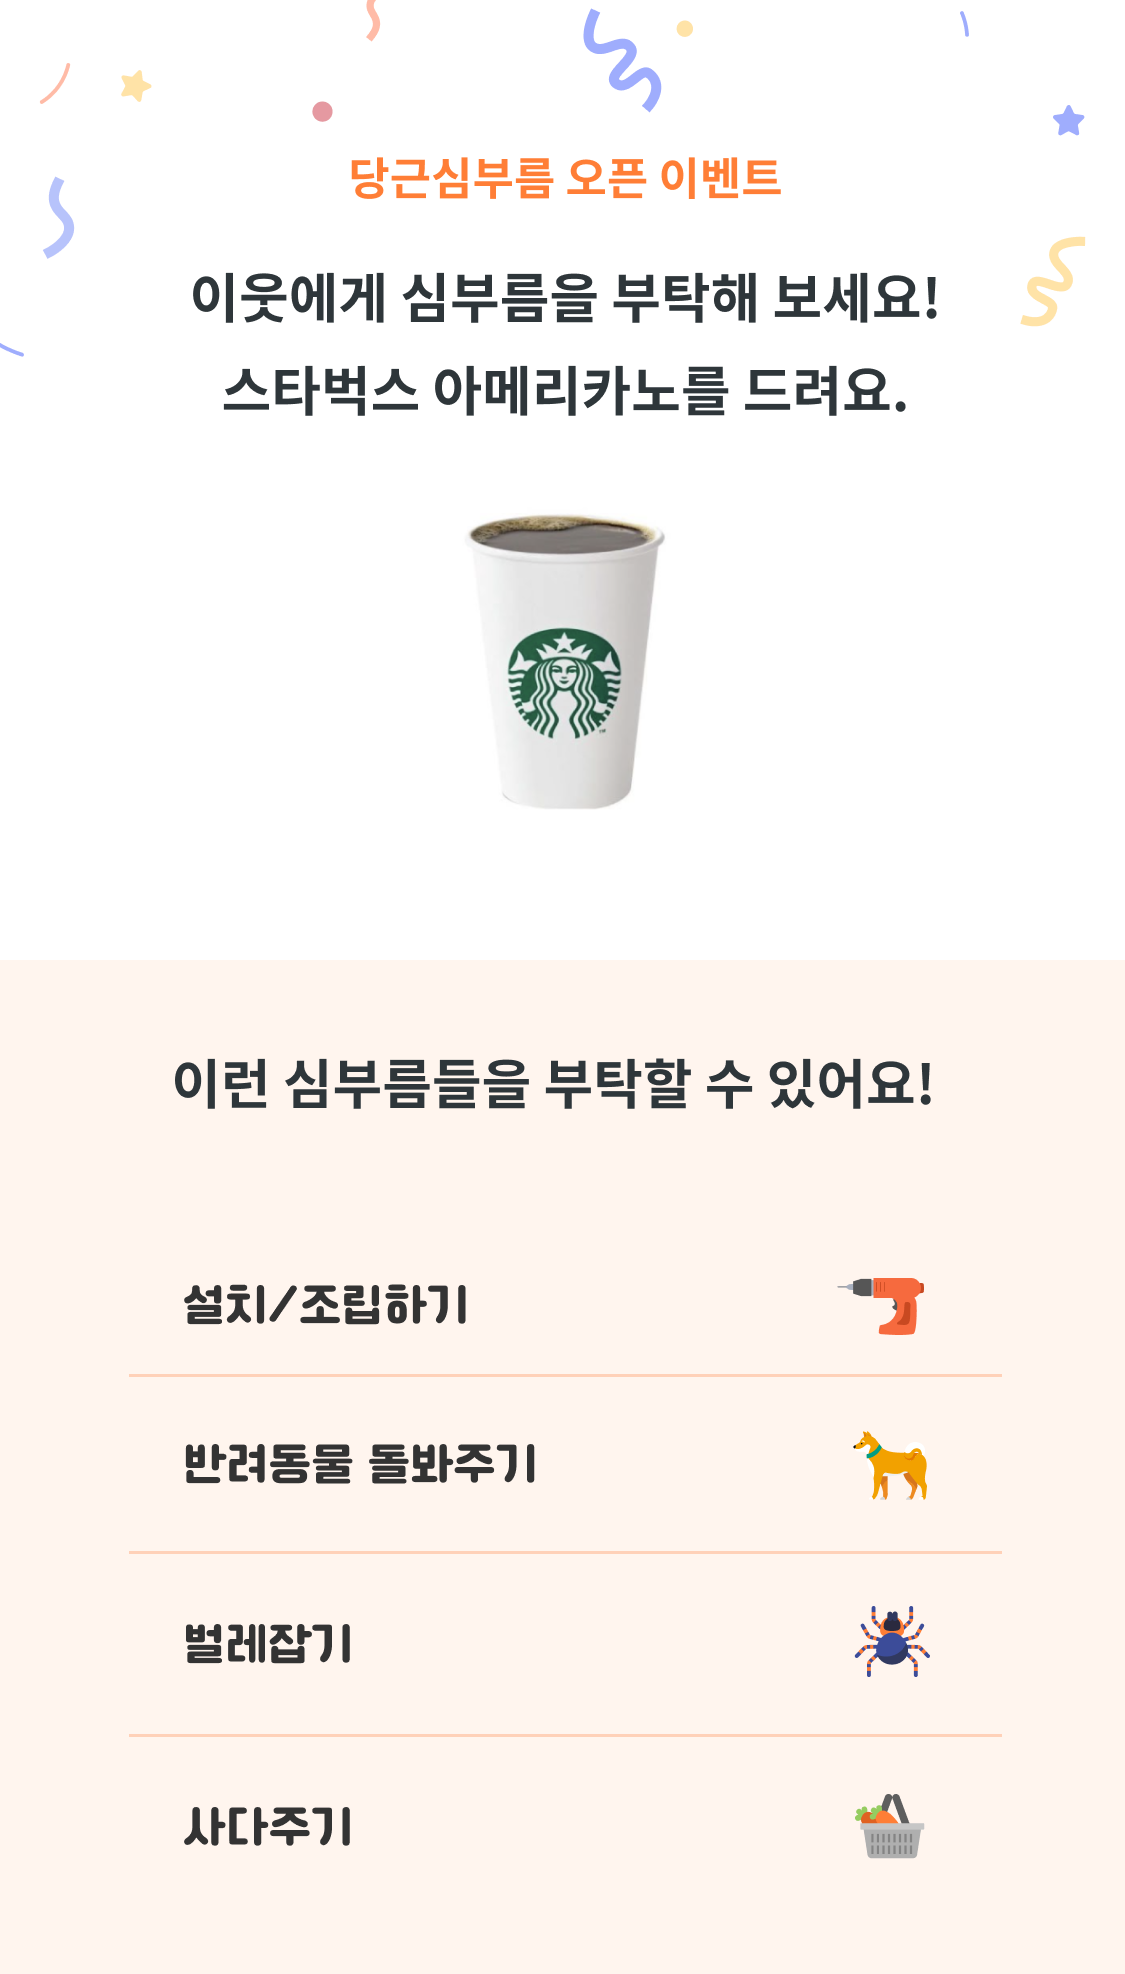 당근심부름 오픈 이벤트
이웃에게 심부름을 부탁해 보세요!
스타벅스 아메리카노를 드려요.
이런 심부름들을 부탁할 수 있어요!
설치/조립하기
반려동물 돌봐주기
벌레잡기
사다주기